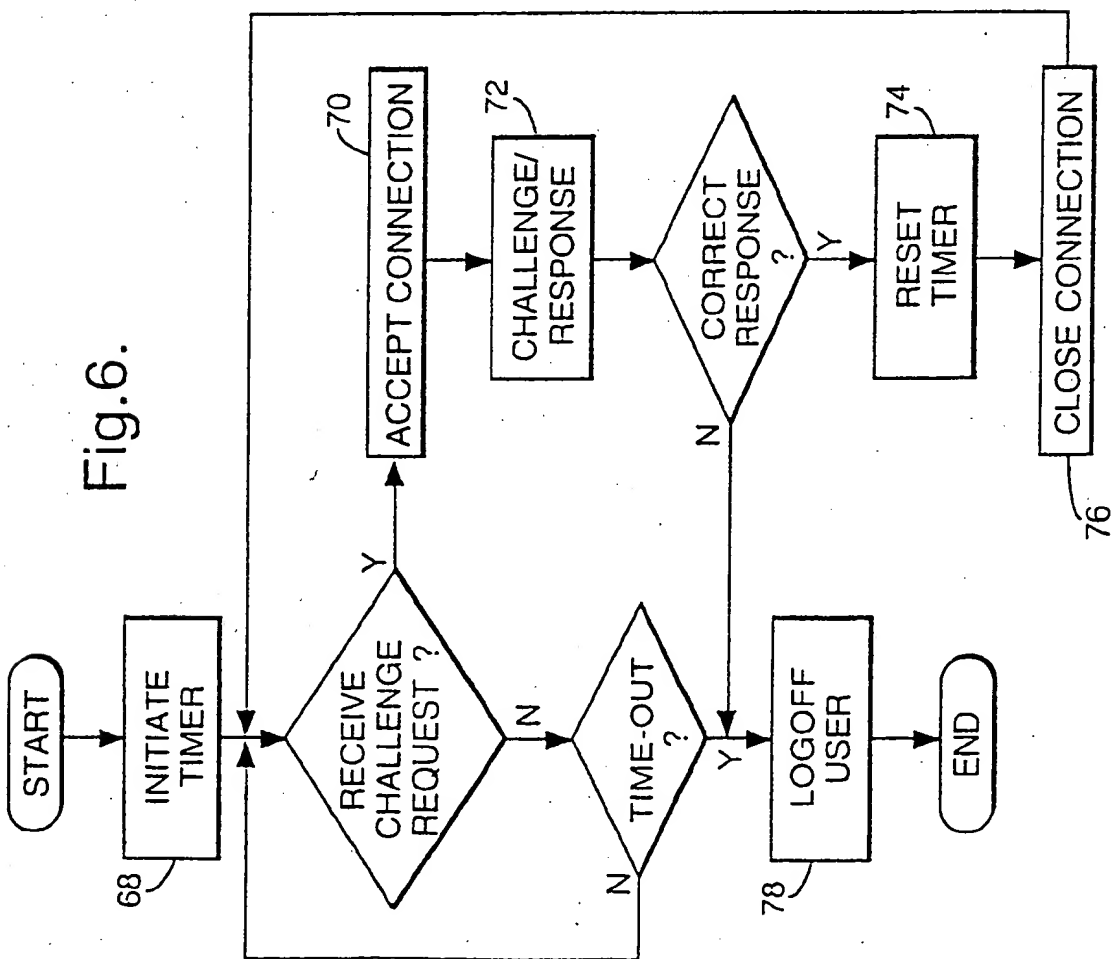 Fig.6.
START
INITIATE
TIMER
68
RECEIVE
CHALLENGE
REQUEST ?
Y
N
TIME-OUT
?
N
Y
LOGOFF
USER
78
END
70
ACCEPT CONNECTION
72
CHALLENGE/
RESPONSE
CORRECT
RESPONSE
?
N
Y
74
RESET
TIMER
CLOSE CONNECTION
76